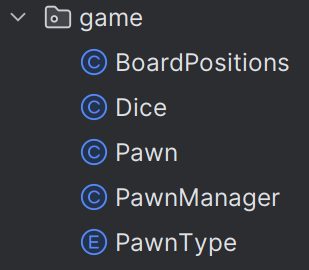 game
C BoardPositions
C Dice
C Pawn
C PawnManager
E PawnType